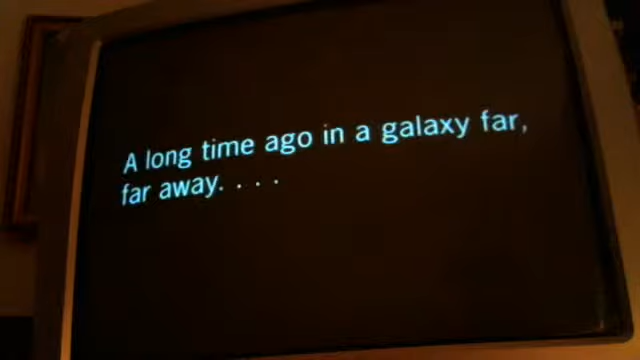 A long time ago in a galaxy far,
far away. . . .